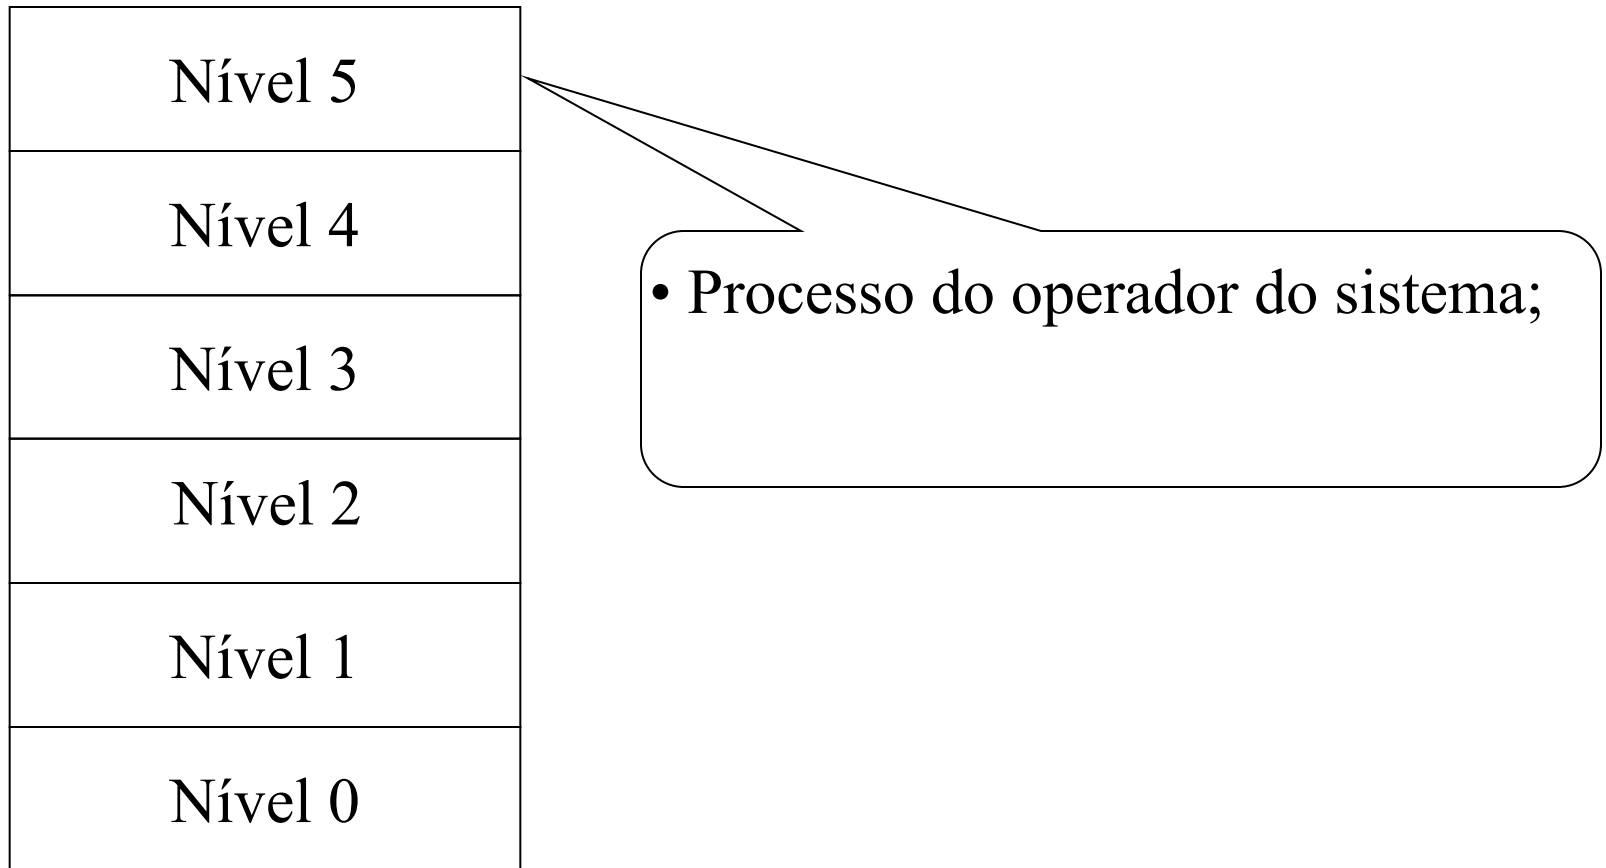 Nível 5
Nível 4
• Processo do operador do sistema;
Nível 3
Nível 2
Nível 1
Nível 0